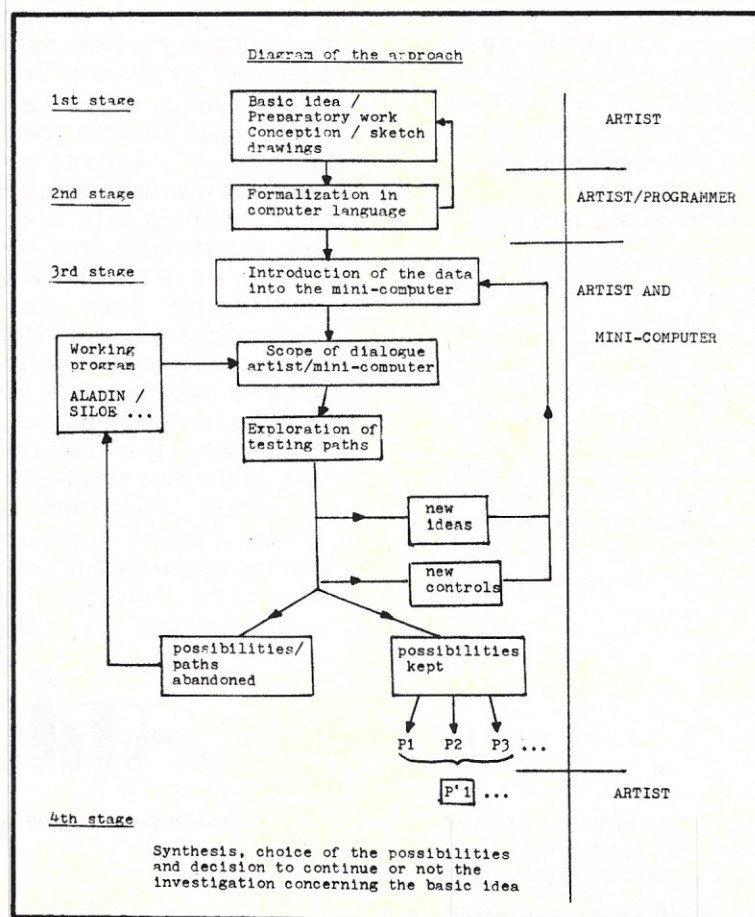 Diagram of the approach
1st stage
Basic idea /
Preparatory work
Conception / sketch
drawings
ARTIST
2nd stage
Formalization in
computer language
ARTIST/PROGRAMMER
3rd stage
Introduction of the data
into the mini-computer
ARTIST AND
MINI-COMPUTER
Working
program
ALADIN /
SILOE ...
Scope of dialogue
artist/mini-computer
Exploration of
testing paths
new
ideas
new
controls
possibilities/
paths
abandoned
possibilities
kept
P1 P2 P3 ...
P'1 ...
ARTIST
4th stage
Synthesis, choice of the possibilities
and decision to continue or not the
investigation concerning the basic idea